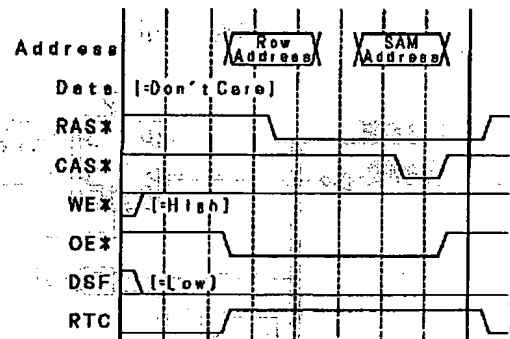 Address Row Address SAM Address
Data [=Don't Care]
RAS*
CAS*
WE* [=High]
OE*
DSF [=Low]
RTC